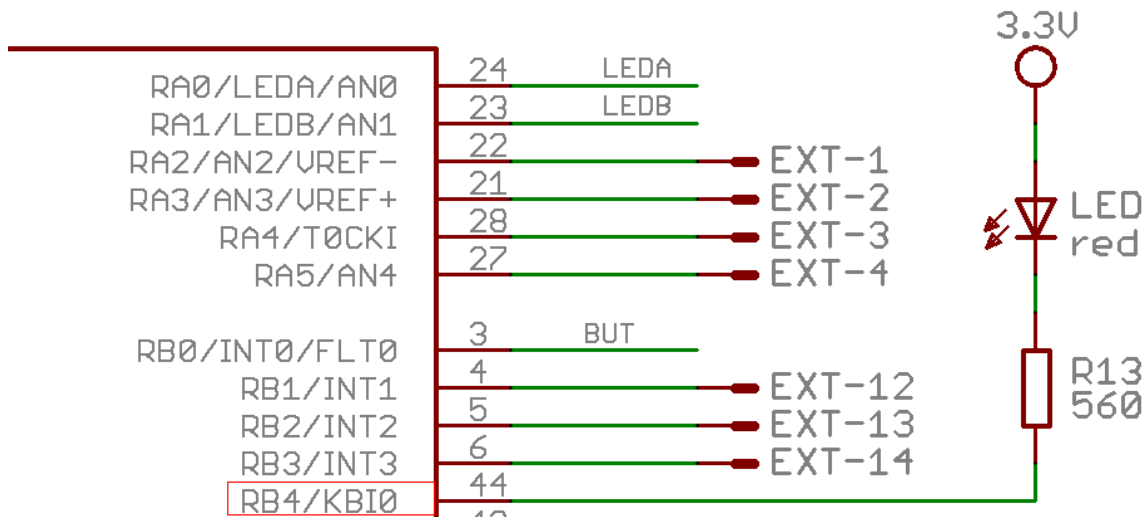 3.3V
RA0/LEDA/AN0 24 LEDA
RA1/LEDB/AN1 23 LEDB
RA2/AN2/VREF- 22 EXT-1
RA3/AN3/VREF+ 21 EXT-2
RA4/T0CKI 28 EXT-3
RA5/AN4 27 EXT-4
LED
red
RB0/INT0/FLT0 3 BUT
RB1/INT1 4 EXT-12
RB2/INT2 5 EXT-13
RB3/INT3 6 EXT-14
R13
560
RB4/KBI0 44